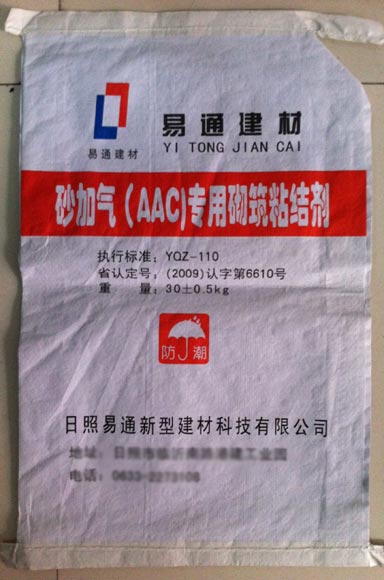 易通建材
易通建材
YI TONG JIAN CAI
砂加气(AAC)专用砌筑粘结剂
执行标准：YQZ-110
省认定号：(2009)认字第6610号
重 量：30±0.5kg
防潮
日照易通新型建材科技有限公司
地址：
电话：